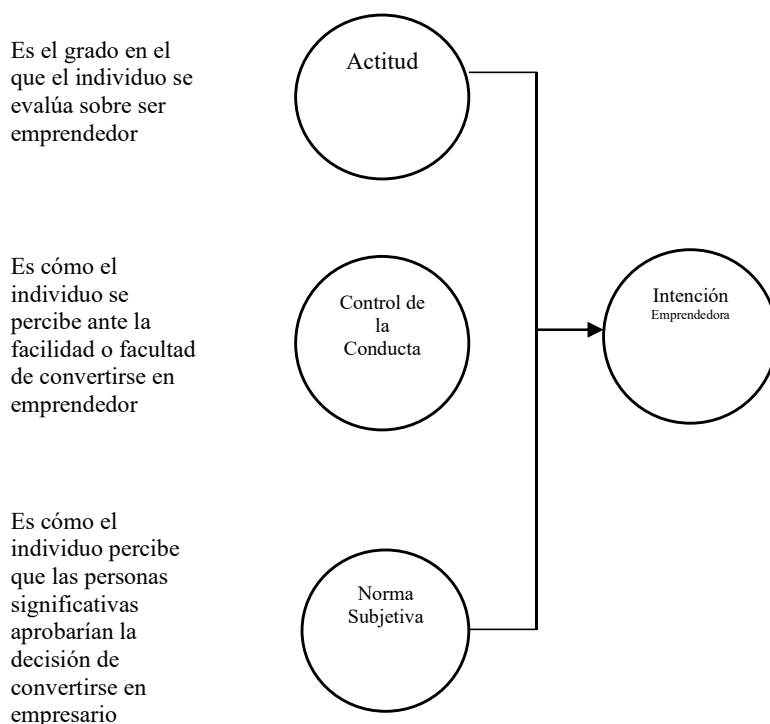 Es el grado en el
que el individuo se
evalúa sobre ser
emprendedor
Actitud
Es cómo el
individuo se
percibe ante la
facilidad o facultad
de convertirse en
emprendedor
Control de
la
Conducta
Intención
Emprendedora
Es cómo el
individuo percibe
que las personas
significativas
aprobarían la
decisión de
convertirse en
empresario
Norma
Subjetiva